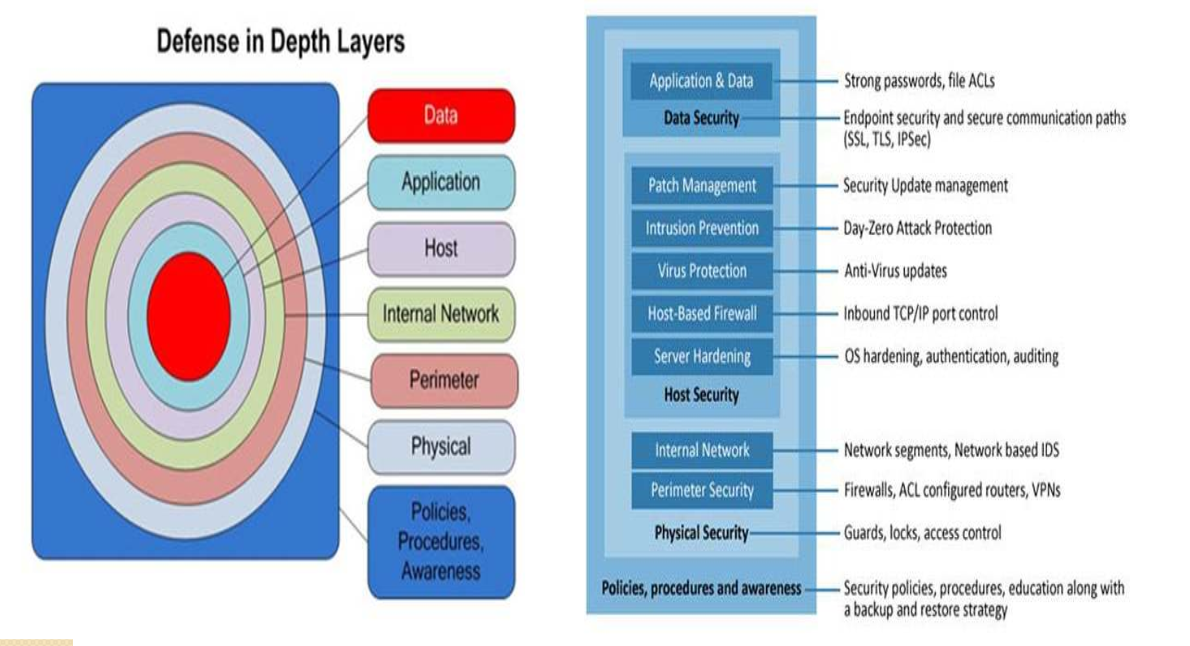 Defense in Depth Layers
Data
Application
Host
Internal Network
Perimeter
Physical
Policies,
Procedures,
Awareness
Application & Data
Strong passwords, file ACLs
Data Security
Endpoint security and secure communication paths
(SSL, TLS, IPSec)
Patch Management
Security Update management
Intrusion Prevention
Day-Zero Attack Protection
Virus Protection
Anti-Virus updates
Host-Based Firewall
Inbound TCP/IP port control
Server Hardening
OS hardening, authentication, auditing
Host Security
Internal Network
Network segments, Network based IDS
Perimeter Security
Firewalls, ACL configured routers, VPNs
Physical Security
Guards, locks, access control
Policies, procedures and awareness
Security policies, procedures, education along with
a backup and restore strategy